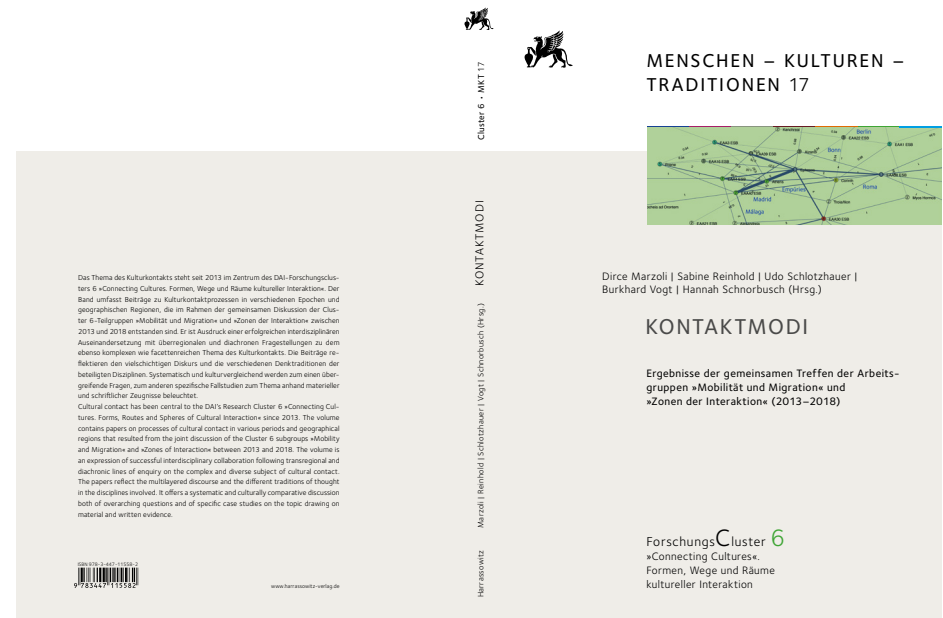 Das Thema des Kulturkontakts steht seit 2013 im Zentrum des DAI-Forschungsclus-
ters 6 »Connecting Cultures. Formen, Wege und Räume kultureller Interaktion«. Der
Band umfasst Beiträge zu Kulturkontaktprozessen in verschiedenen Epochen und
geographischen Regionen, die im Rahmen der gemeinsamen Diskussion der Clus-
ter 6-Teilgruppen »Mobilität und Migration« und »Zonen der Interaktion« zwischen
2013 und 2018 entstanden sind. Er ist Ausdruck einer erfolgreichen interdisziplinären
Auseinandersetzung mit überregionalen und diachronen Fragestellungen zu dem
ebenso komplexen wie facettenreichen Thema des Kulturkontakts. Die Beiträge re-
flektieren den vielschichtigen Diskurs und die verschiedenen Denktraditionen der
beteiligten Disziplinen. Systematisch und kulturvergleichend werden zum einen über-
greifende Fragen, zum anderen spezifische Fallstudien zum Thema anhand materieller
und schriftlicher Zeugnisse beleuchtet.
Cultural contact has been central to the DAI's Research Cluster 6 »Connecting Cul-
tures. Forms, Routes and Spheres of Cultural Interaction« since 2013. The volume
contains papers on processes of cultural contact in various periods and geographical
regions that resulted from the joint discussion of the Cluster 6 subgroups »Mobility
and Migration« and »Zones of Interaction« between 2013 and 2018. The volume is
an expression of successful interdisciplinary collaboration following transregional and
diachronic lines of enquiry on the complex and diverse subject of cultural contact.
The papers reflect the multilayered discourse and the different traditions of thought
in the disciplines involved. It offers a systematic and culturally comparative discussion
both of overarching questions and of specific case studies on the topic drawing on
material and written evidence.
ISBN 978-3-447-11558-2
9 783447 115582
www.harrassowitz-verlag.de
Cluster 6 • MKT 17
KONTAKTMODI
Marzoli | Reinhold | Schlotzhauer | Vogt | Schnorbusch (Hrsg.)
Harrassowitz
MENSCHEN – KULTUREN –
TRADITIONEN 17
Berlin
Bonn
Roma
Empúries
Madrid
Málaga
Dirce Marzoli | Sabine Reinhold | Udo Schlotzhauer |
Burkhard Vogt | Hannah Schnorbusch (Hrsg.)
KONTAKTMODI
Ergebnisse der gemeinsamen Treffen der Arbeits-
gruppen »Mobilität und Migration« und
»Zonen der Interaktion« (2013–2018)
ForschungsCluster 6
»Connecting Cultures«.
Formen, Wege und Räume
kultureller Interaktion